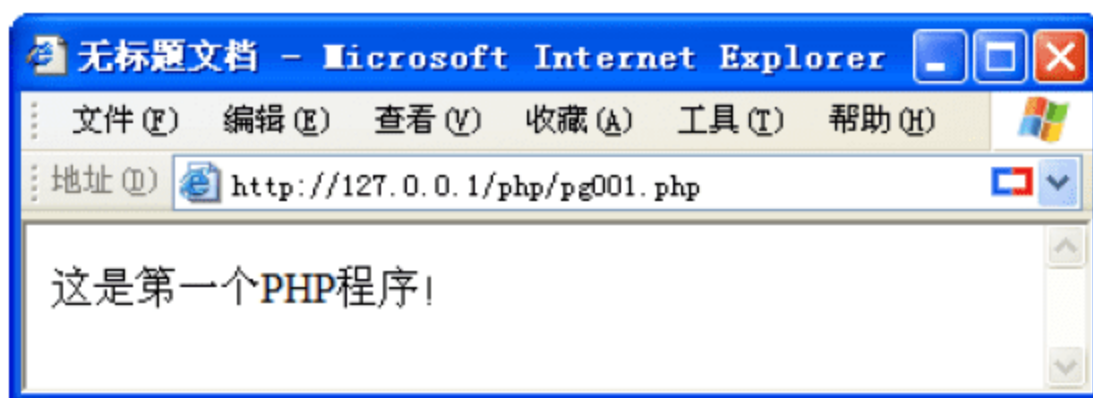 无标题文档 - Microsoft Internet Explorer
文件(F) 编辑(E) 查看(V) 收藏(A) 工具(T) 帮助(H)
地址(D) http://127.0.0.1/php/pg001.php
这是第一个PHP程序!